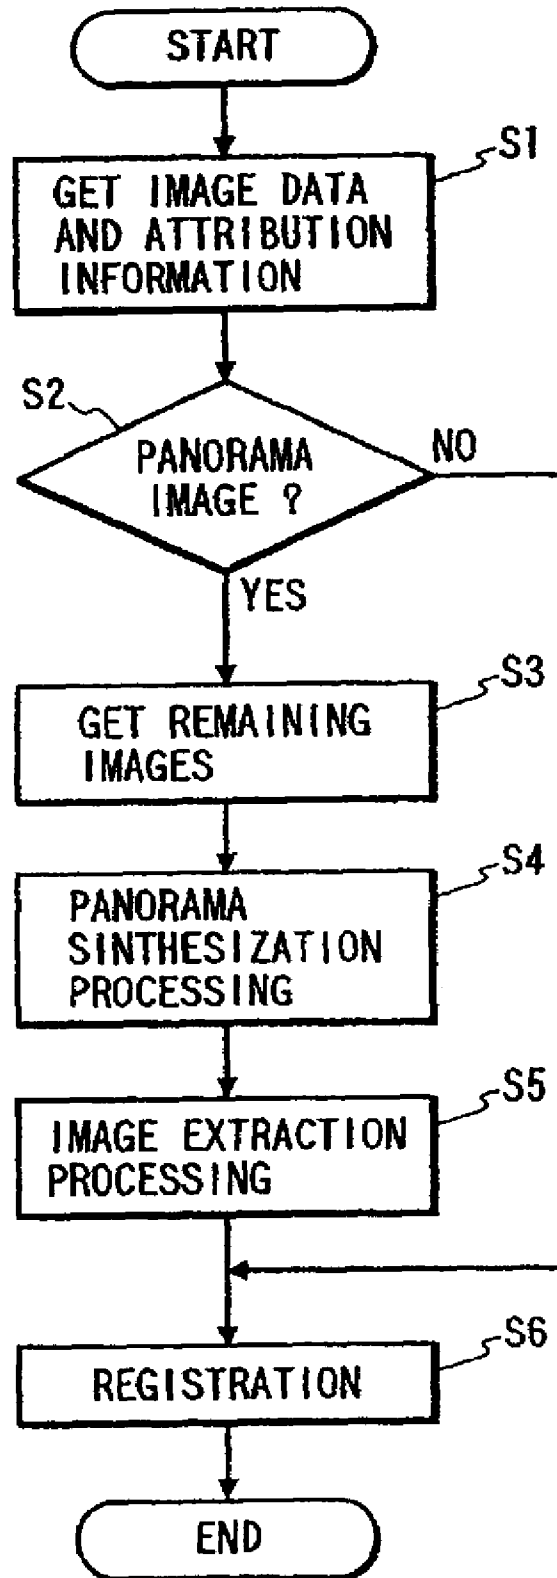 START
S1
GET IMAGE DATA
AND ATTRIBUTION
INFORMATION
S2
PANORAMA
IMAGE ?
NO
YES
S3
GET REMAINING
IMAGES
S4
PANORAMA
SINTHESIZATION
PROCESSING
S5
IMAGE EXTRACTION
PROCESSING
S6
REGISTRATION
END